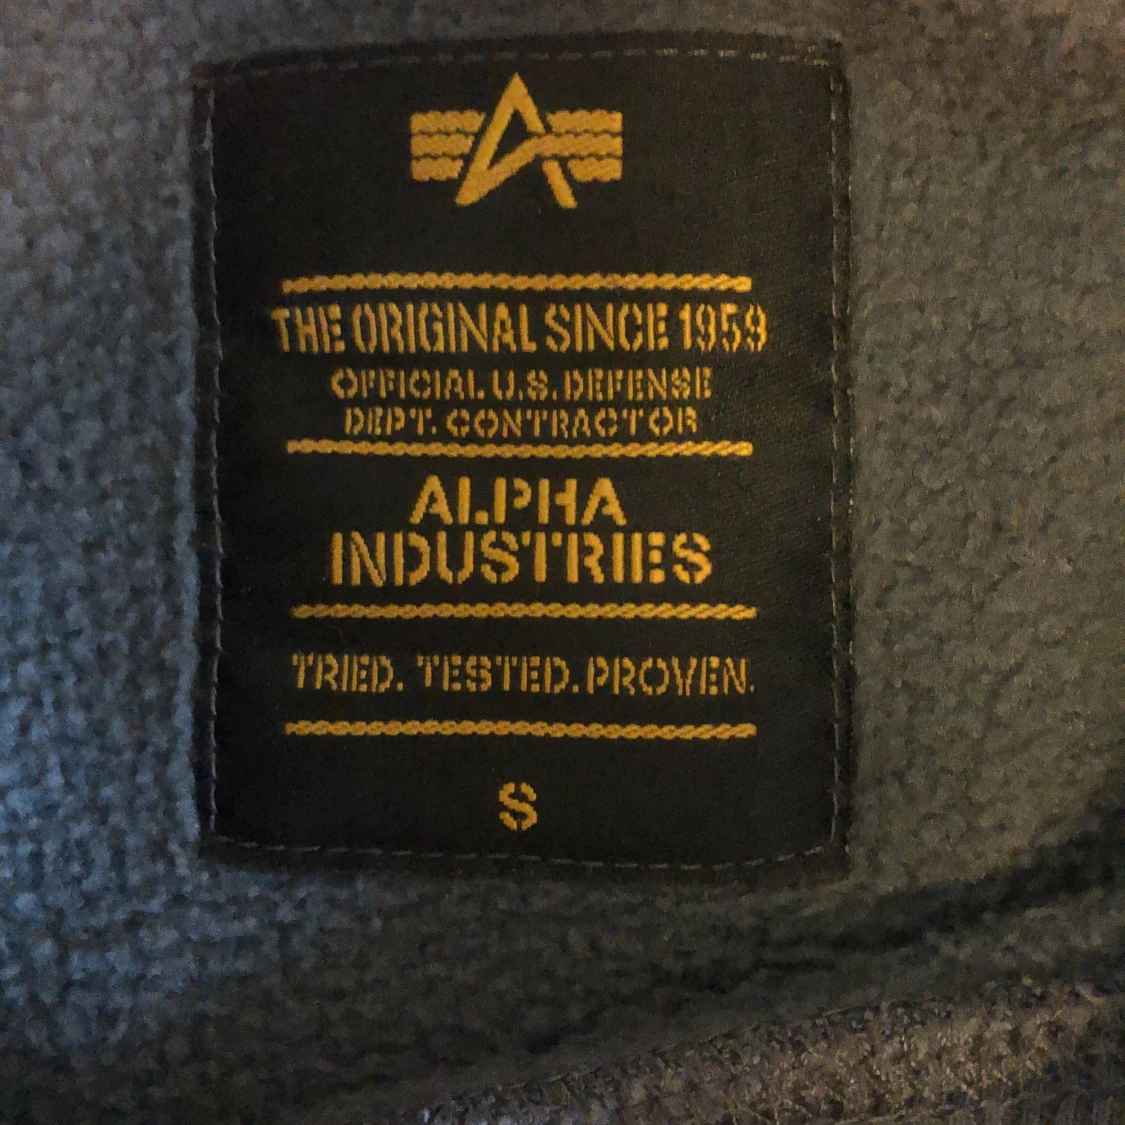 THE ORIGINAL SINCE 1959
OFFICIAL U.S. DEFENSE
DEPT. CONTRACTOR
ALPHA
INDUSTRIES
TRIED. TESTED. PROVEN.
S